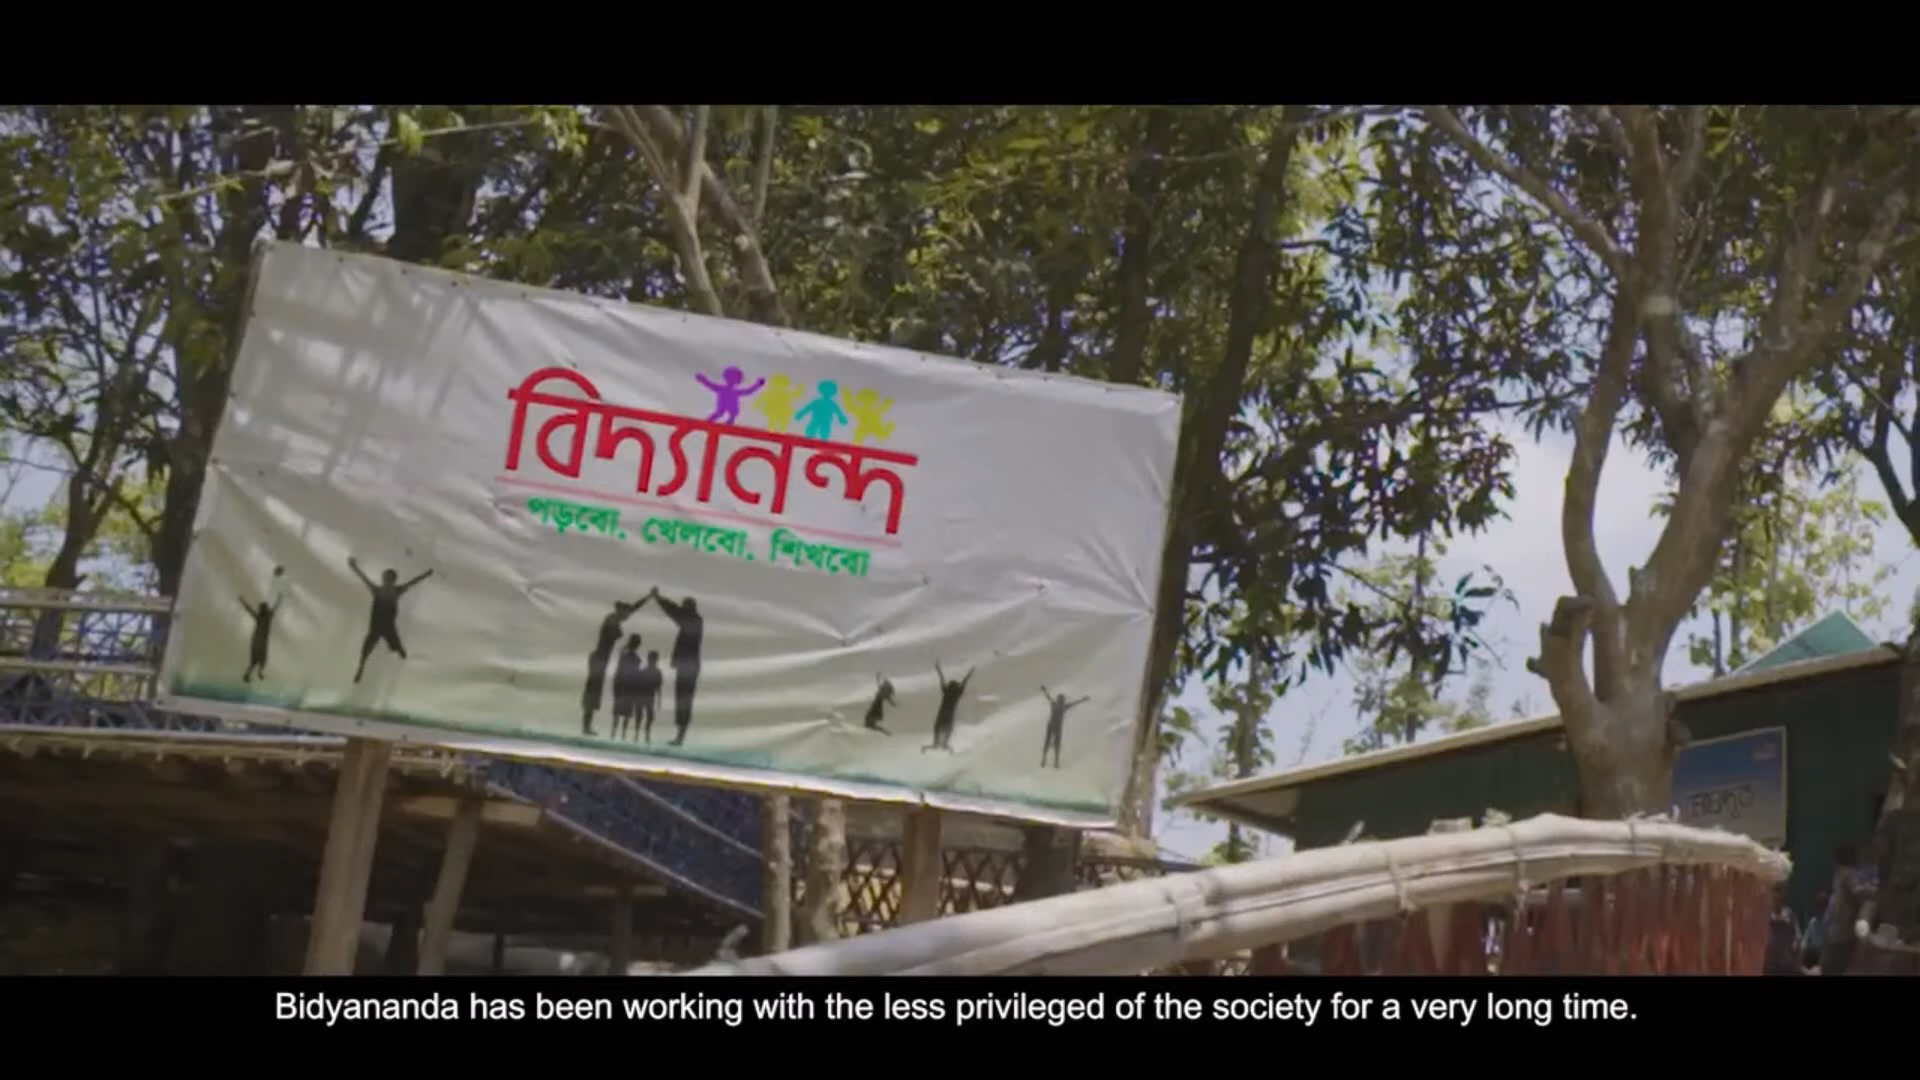 বিদ্যানন্দ
পড়বো, খেলবো, শিখবো
Bidyananda has been working with the less privileged of the society for a very long time.